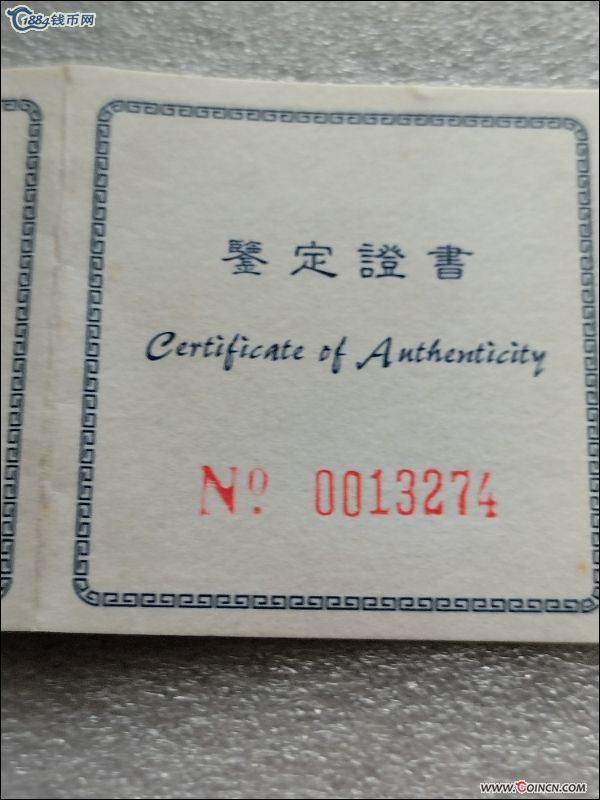 1884钱币网
鑒定證書
Certificate of Authenticity
Nº 0013274
www.COINCN.com